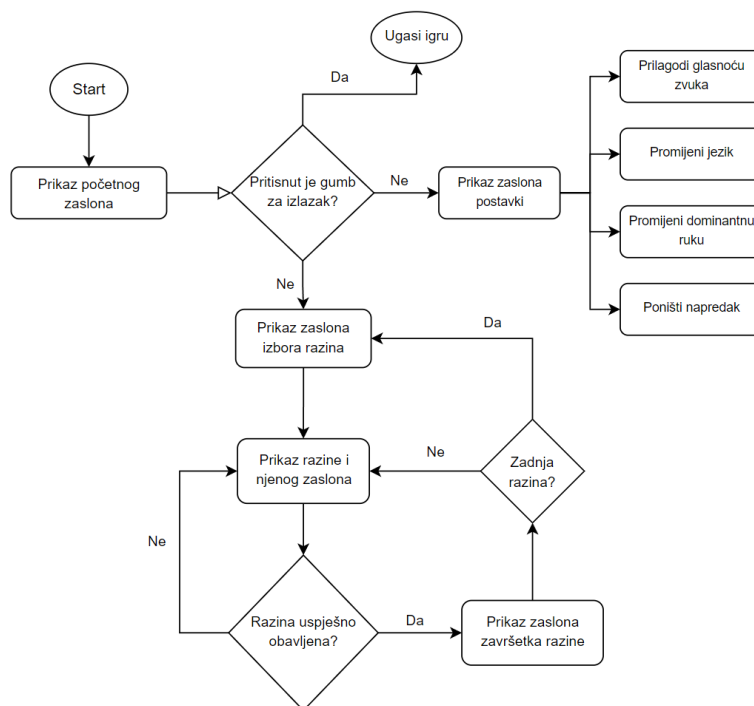 Ugasi igru
Da
Start
Prilagodi glasnoću
zvuka
Promijeni jezik
Prikaz početnog
zaslona
Pritisnut je gumb
za izlazak?
Ne
Prikaz zaslona
postavki
Promijeni dominantnu
ruku
Poništi napredak
Ne
Prikaz zaslona
izbora razina
Da
Prikaz razine i
njenog zaslona
Ne
Zadnja
razina?
Ne
Razina uspješno
obavljena?
Da
Prikaz zaslona
završetka razine